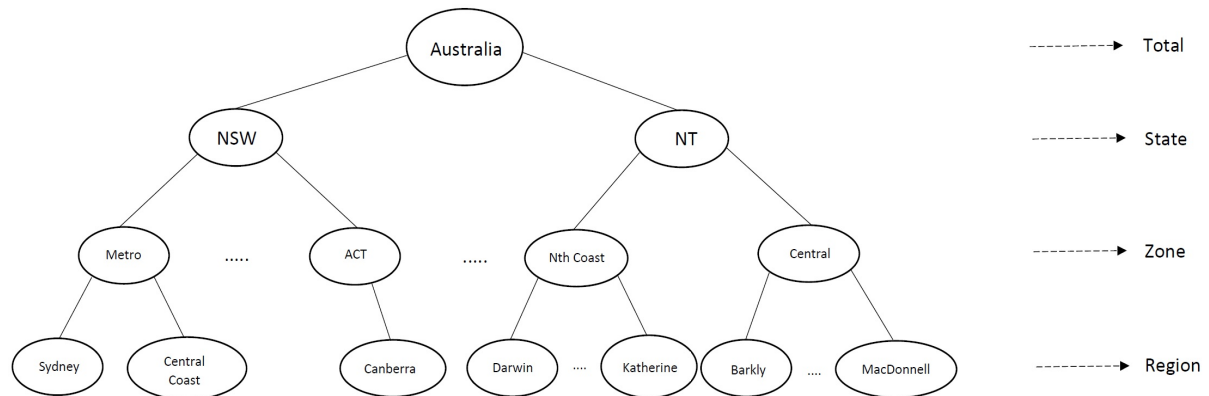 Australia
Total
NSW
NT
State
Metro
.....
ACT
.....
Nth Coast
Central
Zone
Sydney
Central
Coast
Canberra
Darwin
....
Katherine
Barkly
....
MacDonnell
Region